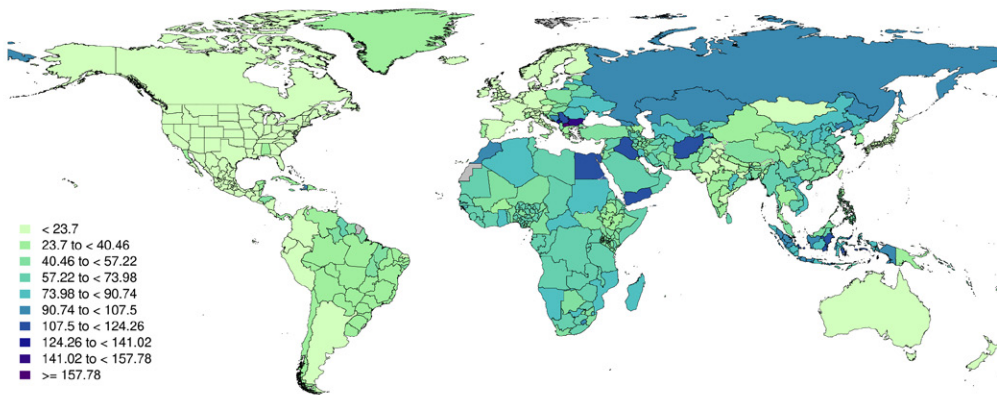 < 23.7
23.7 to < 40.46
40.46 to < 57.22
57.22 to < 73.98
73.98 to < 90.74
90.74 to < 107.5
107.5 to < 124.26
124.26 to < 141.02
141.02 to < 157.78
>= 157.78